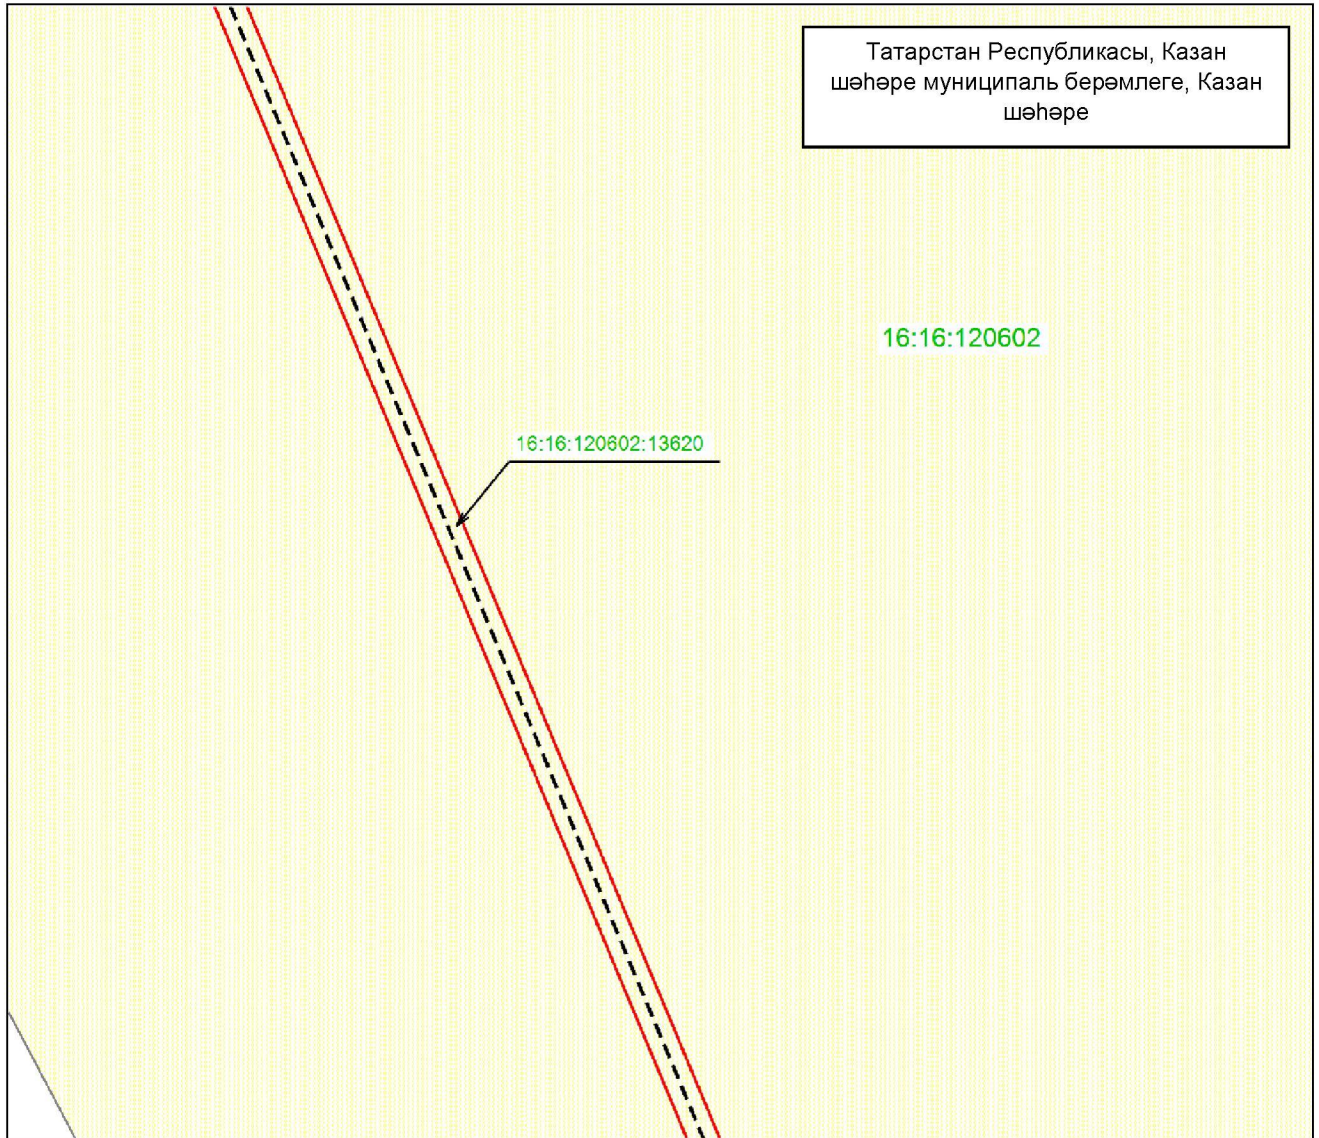 Татарстан Республикасы, Казан
шәһәре муниципаль берәмлеге, Казан
шәһәре
16:16:120602
16:16:120602:13620